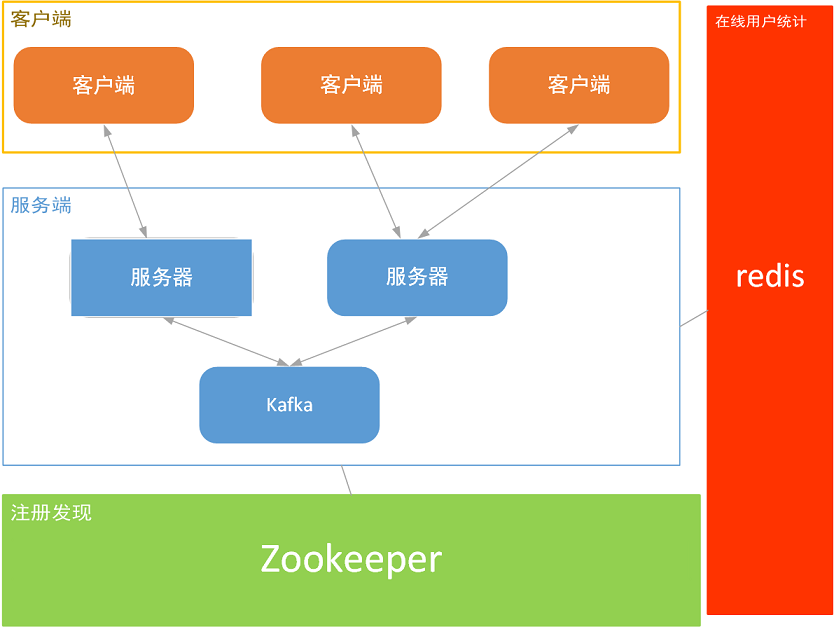 客户端
客户端
客户端
客户端
服务端
服务器
服务器
Kafka
注册发现
Zookeeper
在线用户统计
redis